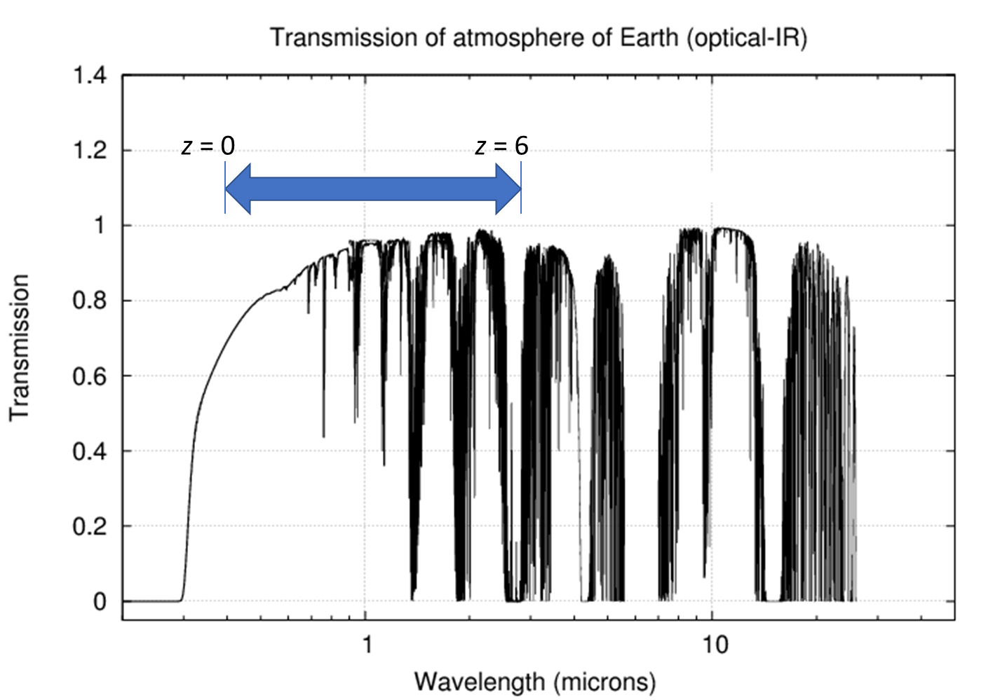 Transmission of atmosphere of Earth (optical-IR)
1.4
1.2
1
0.8
0.6
0.4
0.2
0
z = 0
z = 6
Transmission
1
10
Wavelength (microns)